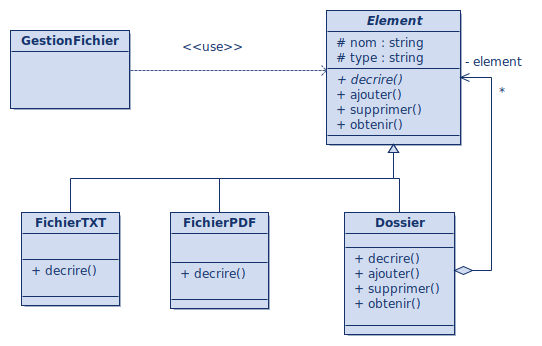 GestionFichier
<<use>>
Element
# nom : string
# type : string
+ decrire()
+ ajouter()
+ supprimer()
+ obtenir()
- element
*
FichierTXT
+ decrire()
FichierPDF
+ decrire()
Dossier
+ decrire()
+ ajouter()
+ supprimer()
+ obtenir()